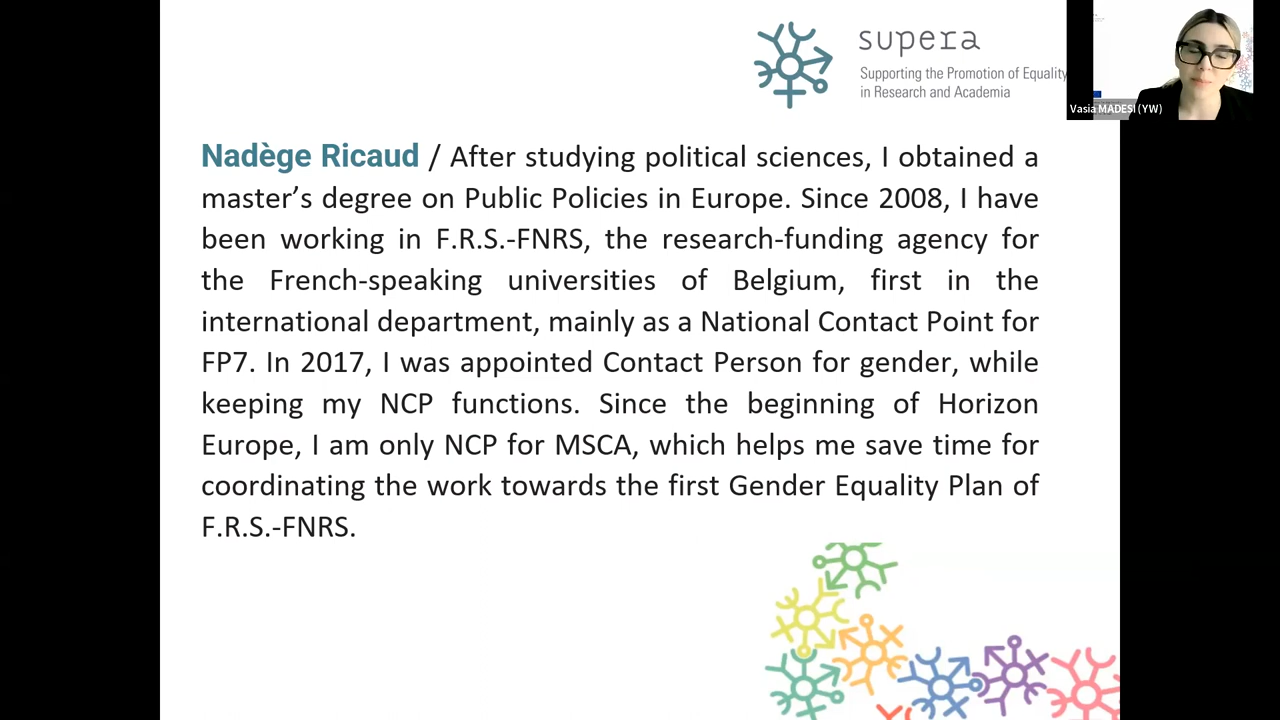 supera
Supporting the Promotion of Equality
in Research and Academia
Vasia MADESI (YW)
Nadège Ricaud / After studying political sciences, I obtained a
master’s degree on Public Policies in Europe. Since 2008, I have
been working in F.R.S.-FNRS, the research-funding agency for
the French-speaking universities of Belgium, first in the
international department, mainly as a National Contact Point for
FP7. In 2017, I was appointed Contact Person for gender, while
keeping my NCP functions. Since the beginning of Horizon
Europe, I am only NCP for MSCA, which helps me save time for
coordinating the work towards the first Gender Equality Plan of
F.R.S.-FNRS.